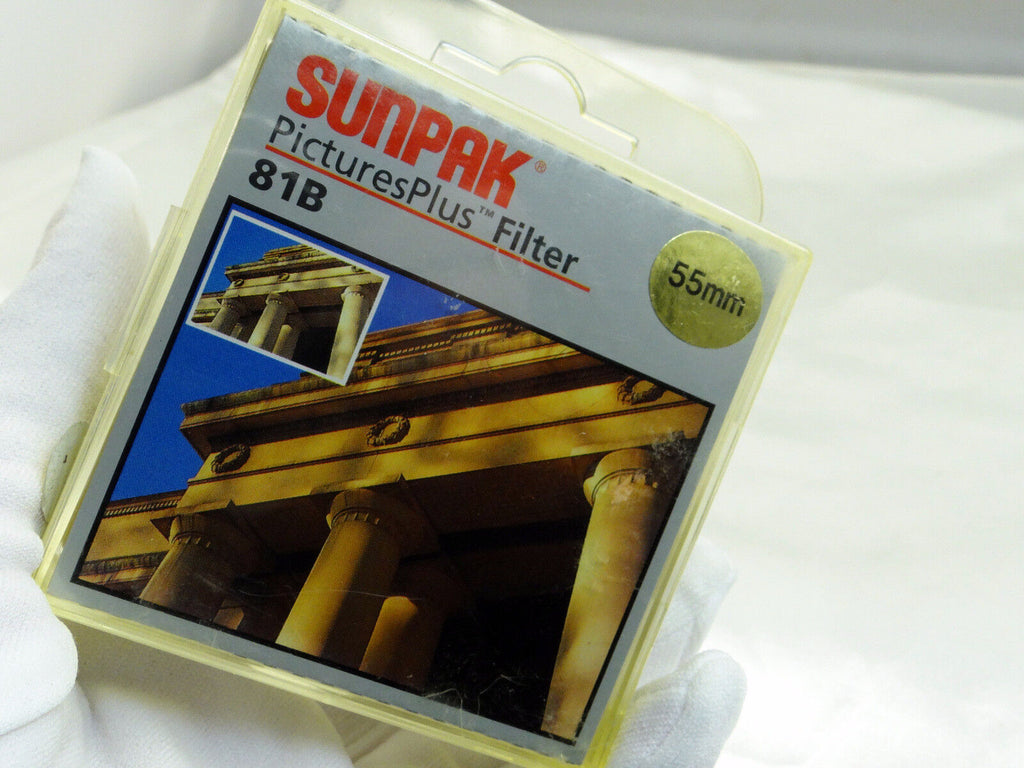 SUNPAK®
PicturesPlus™ Filter
81B
55mm